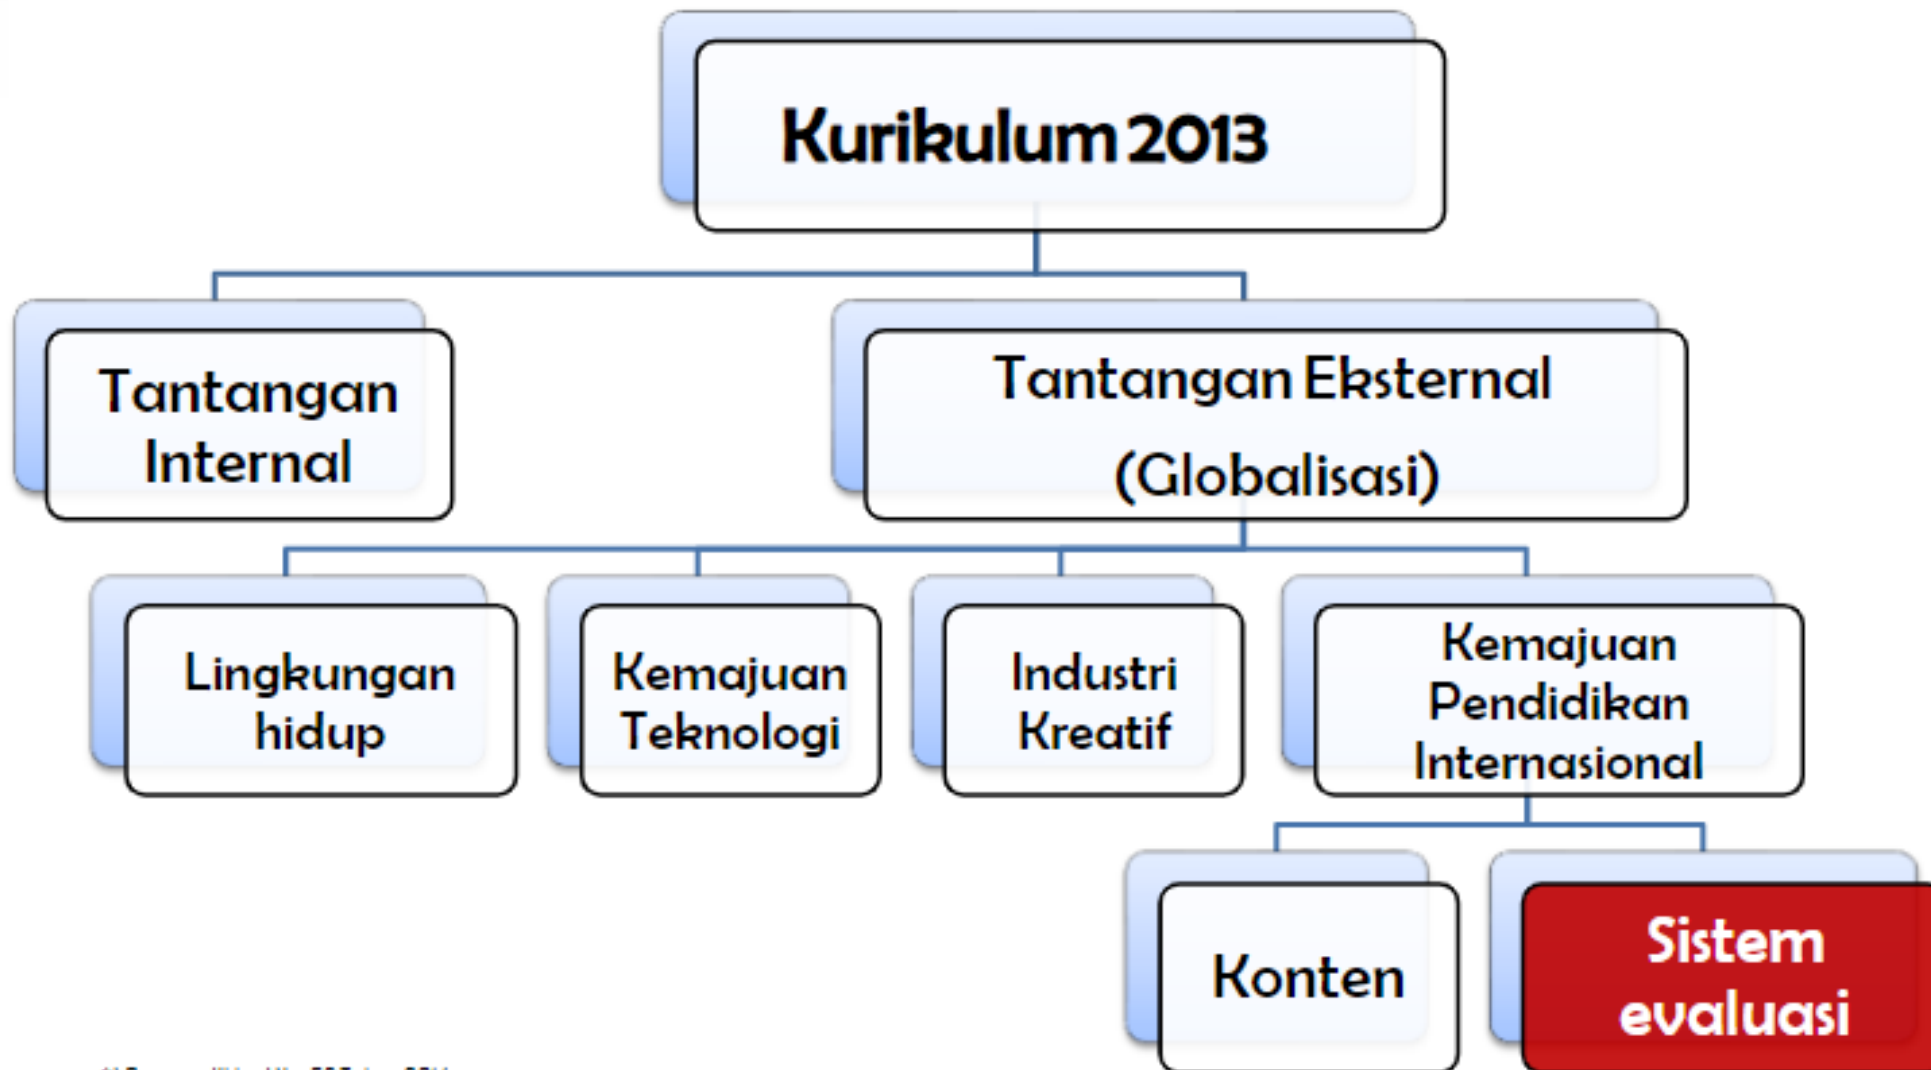 Kurikulum 2013
Tantangan
Internal
Tantangan Eksternal
(Globalisasi)
Lingkungan
hidup
Kemajuan
Teknologi
Industri
Kreatif
Kemajuan
Pendidikan
Internasional
Konten
Sistem
evaluasi